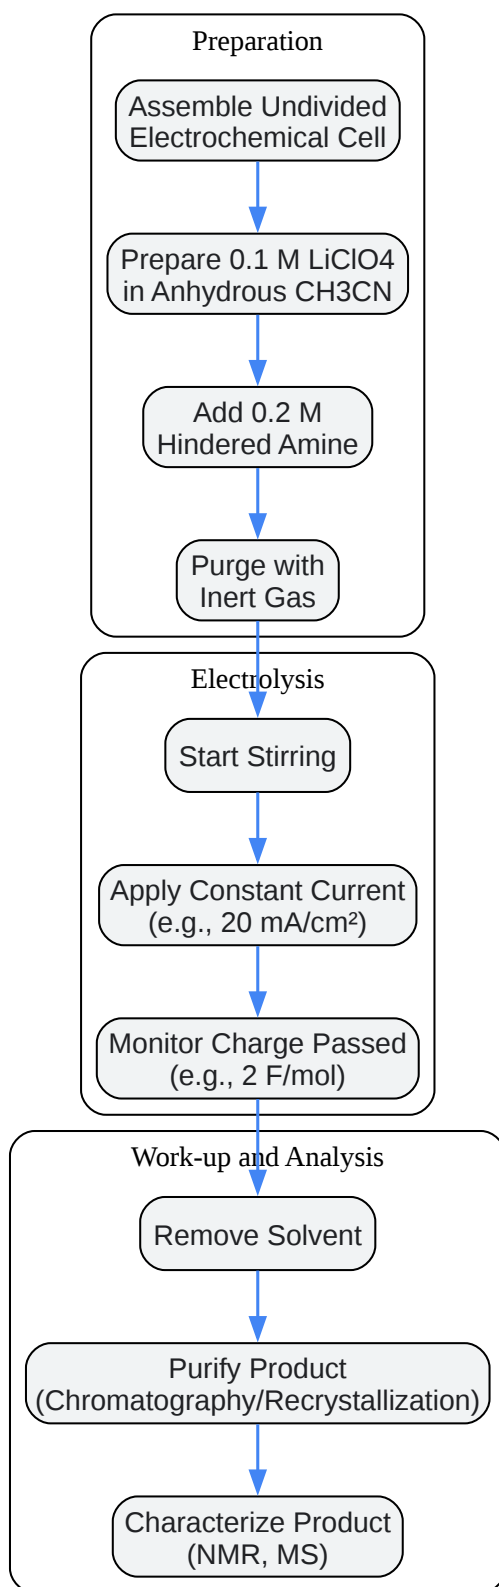 Preparation
Assemble Undivided
Electrochemical Cell
Prepare 0.1 M LiClO4
in Anhydrous CH3CN
Add 0.2 M
Hindered Amine
Purge with
Inert Gas
Electrolysis
Start Stirring
Apply Constant Current
(e.g., 20 mA/cm²)
Monitor Charge Passed
(e.g., 2 F/mol)
Work-up and Analysis
Remove Solvent
Purify Product
(Chromatography/Recrystallization)
Characterize Product
(NMR, MS)